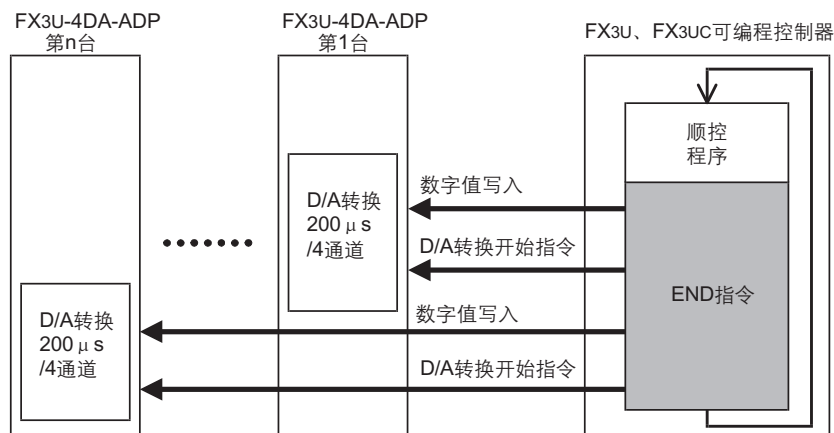 FX3U-4DA-ADP
第n台
FX3U-4DA-ADP
第1台
FX3U、FX3UC可编程控制器
顺控
程序
数字值写入
D/A转换
200μs
/4通道
D/A转换开始指令
END指令
数字值写入
D/A转换
200μs
/4通道
D/A转换开始指令